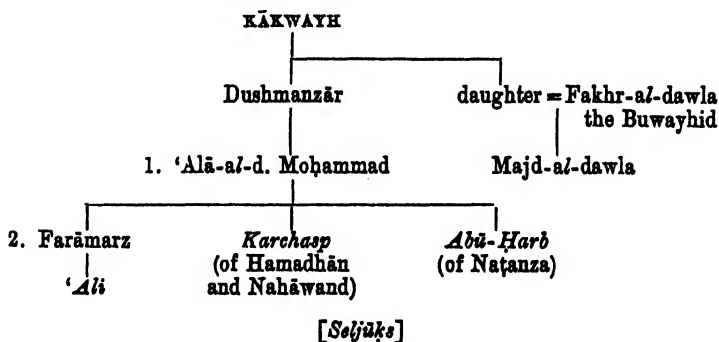 KĀKWAYH
Dushmanzār daughter = Fakhr-al-dawla
the Buwayhid
1. ‘Alā-al-d. Moḥammad Majd-al-dawla
2. Farāmarz Karchasp Abū-Ḥarb
‘Ali (of Hamadhān (of Naṭanza)
and Nahāwand)
[Seljūḳs]